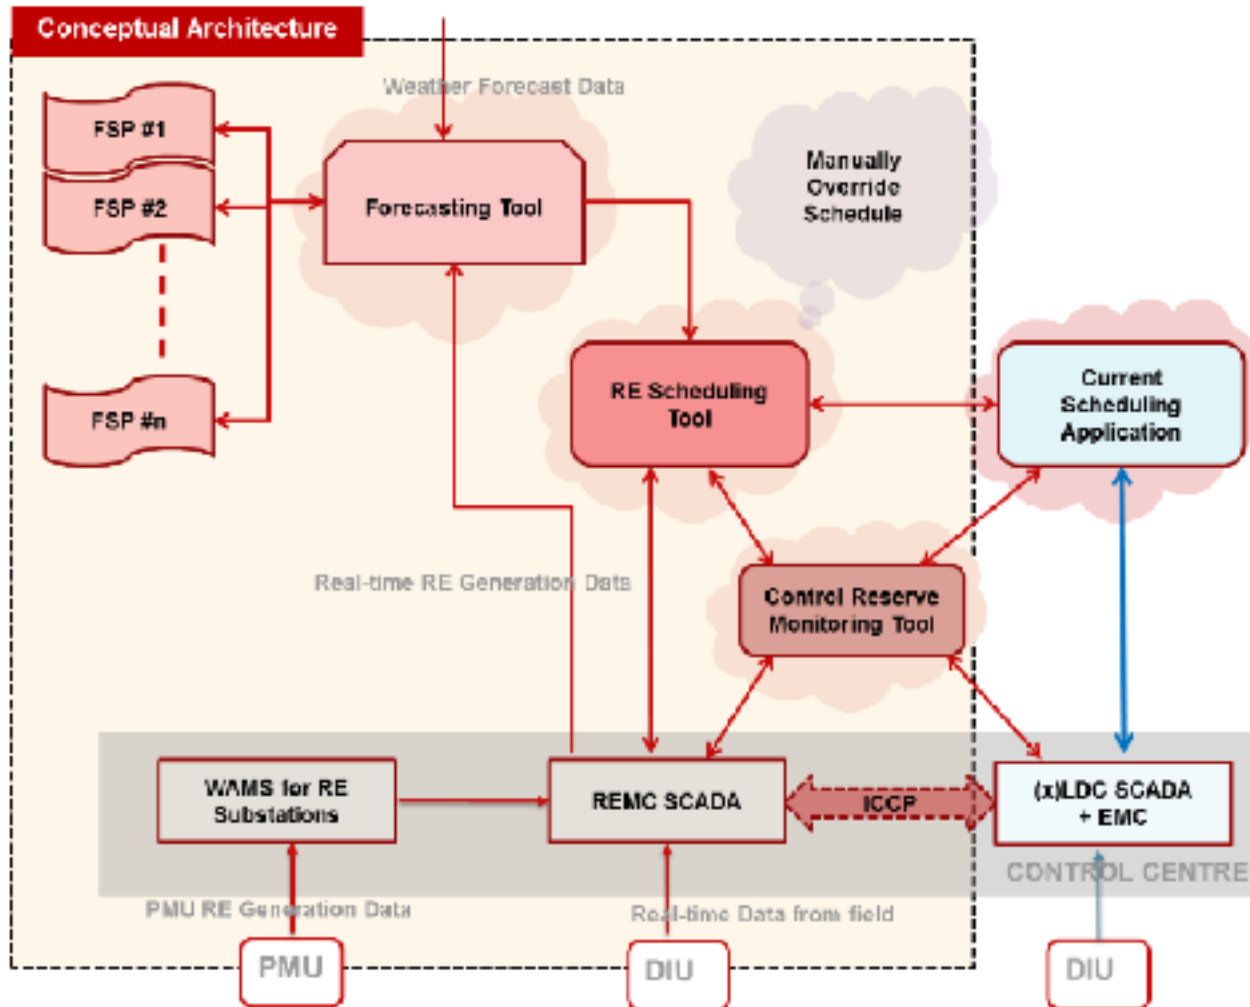 Conceptual Architecture
Weather Forecast Data
FSP #1
FSP #2
FSP #n
Forecasting Tool
Manually
Override
Schedule
RE Scheduling
Tool
Current
Scheduling
Application
Real-time RE Generation Data
Control Reserve
Monitoring Tool
WAMS for RE
Substations
REMC SCADA
ICCP
(x)LDC SCADA
+ EMC
CONTROL CENTRE
PMU RE Generation Data
Real-time Data from field
PMU
DIU
DIU